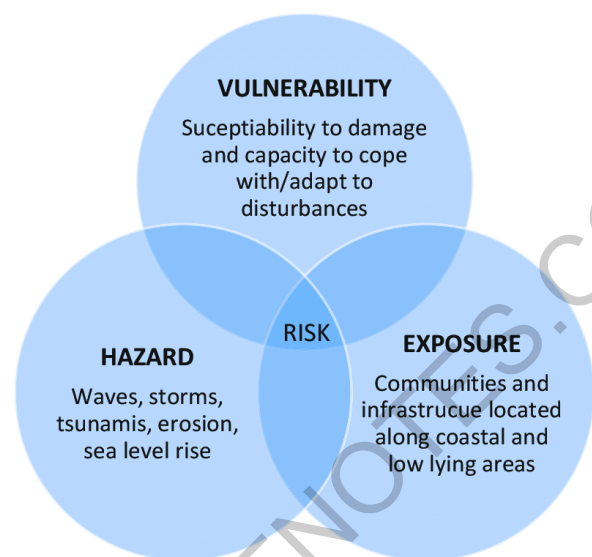 VULNERABILITY
Suceptiability to damage
and capacity to cope
with/adapt to
disturbances
RISK
HAZARD
Waves, storms,
tsunamis, erosion,
sea level rise
EXPOSURE
Communities and
infrastrucue located
along coastal and
low lying areas